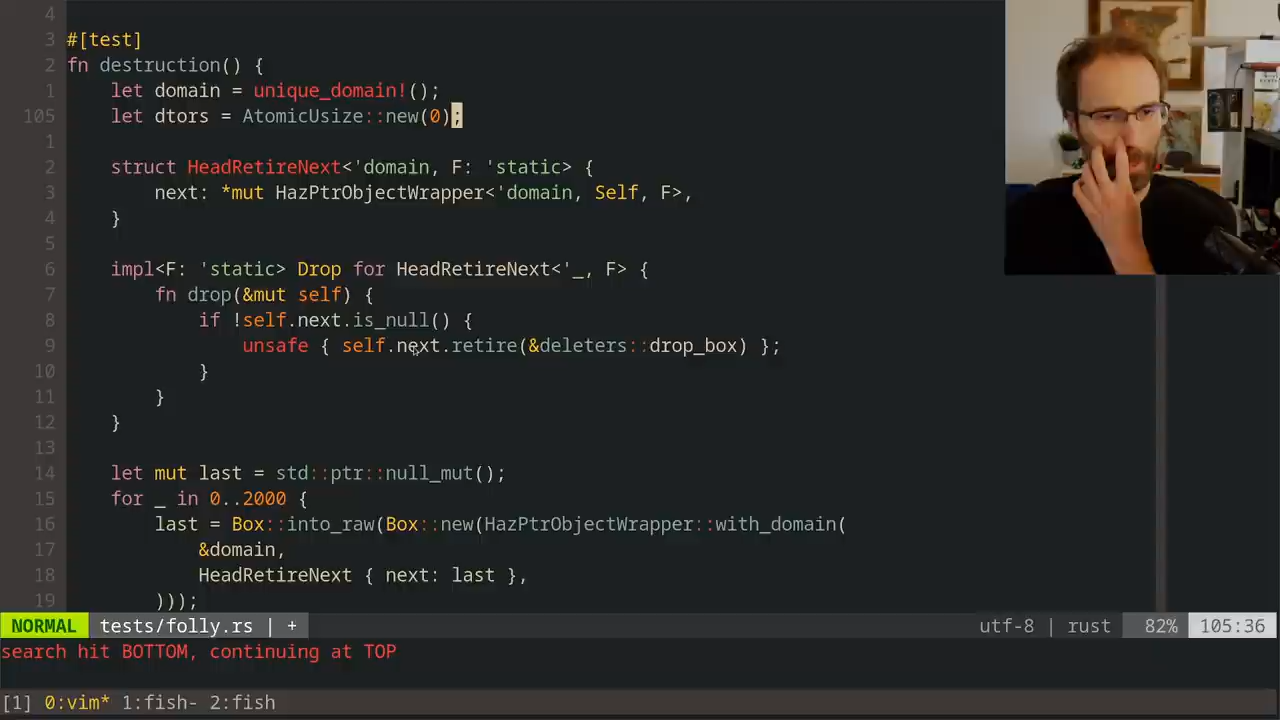 4
3 #[test]
2 fn destruction() {
1     let domain = unique_domain!();
105     let dtors = AtomicUsize::new(0);
1
2     struct HeadRetireNext<'domain, F: 'static> {
3         next: *mut HazPtrObjectWrapper<'domain, Self, F>,
4     }
5
6     impl<F: 'static> Drop for HeadRetireNext<'_, F> {
7         fn drop(&mut self) {
8             if !self.next.is_null() {
9                 unsafe { self.next.retire(&deleters::drop_box) };
10             }
11         }
12     }
13
14     let mut last = std::ptr::null_mut();
15     for _ in 0..2000 {
16         last = Box::into_raw(Box::new(HazPtrObjectWrapper::with_domain(
17             &domain,
18             HeadRetireNext { next: last },
19         )));
NORMAL tests/folly.rs | + utf-8 | rust 82% 105:36
search hit BOTTOM, continuing at TOP
[1] 0:vim* 1:fish- 2:fish